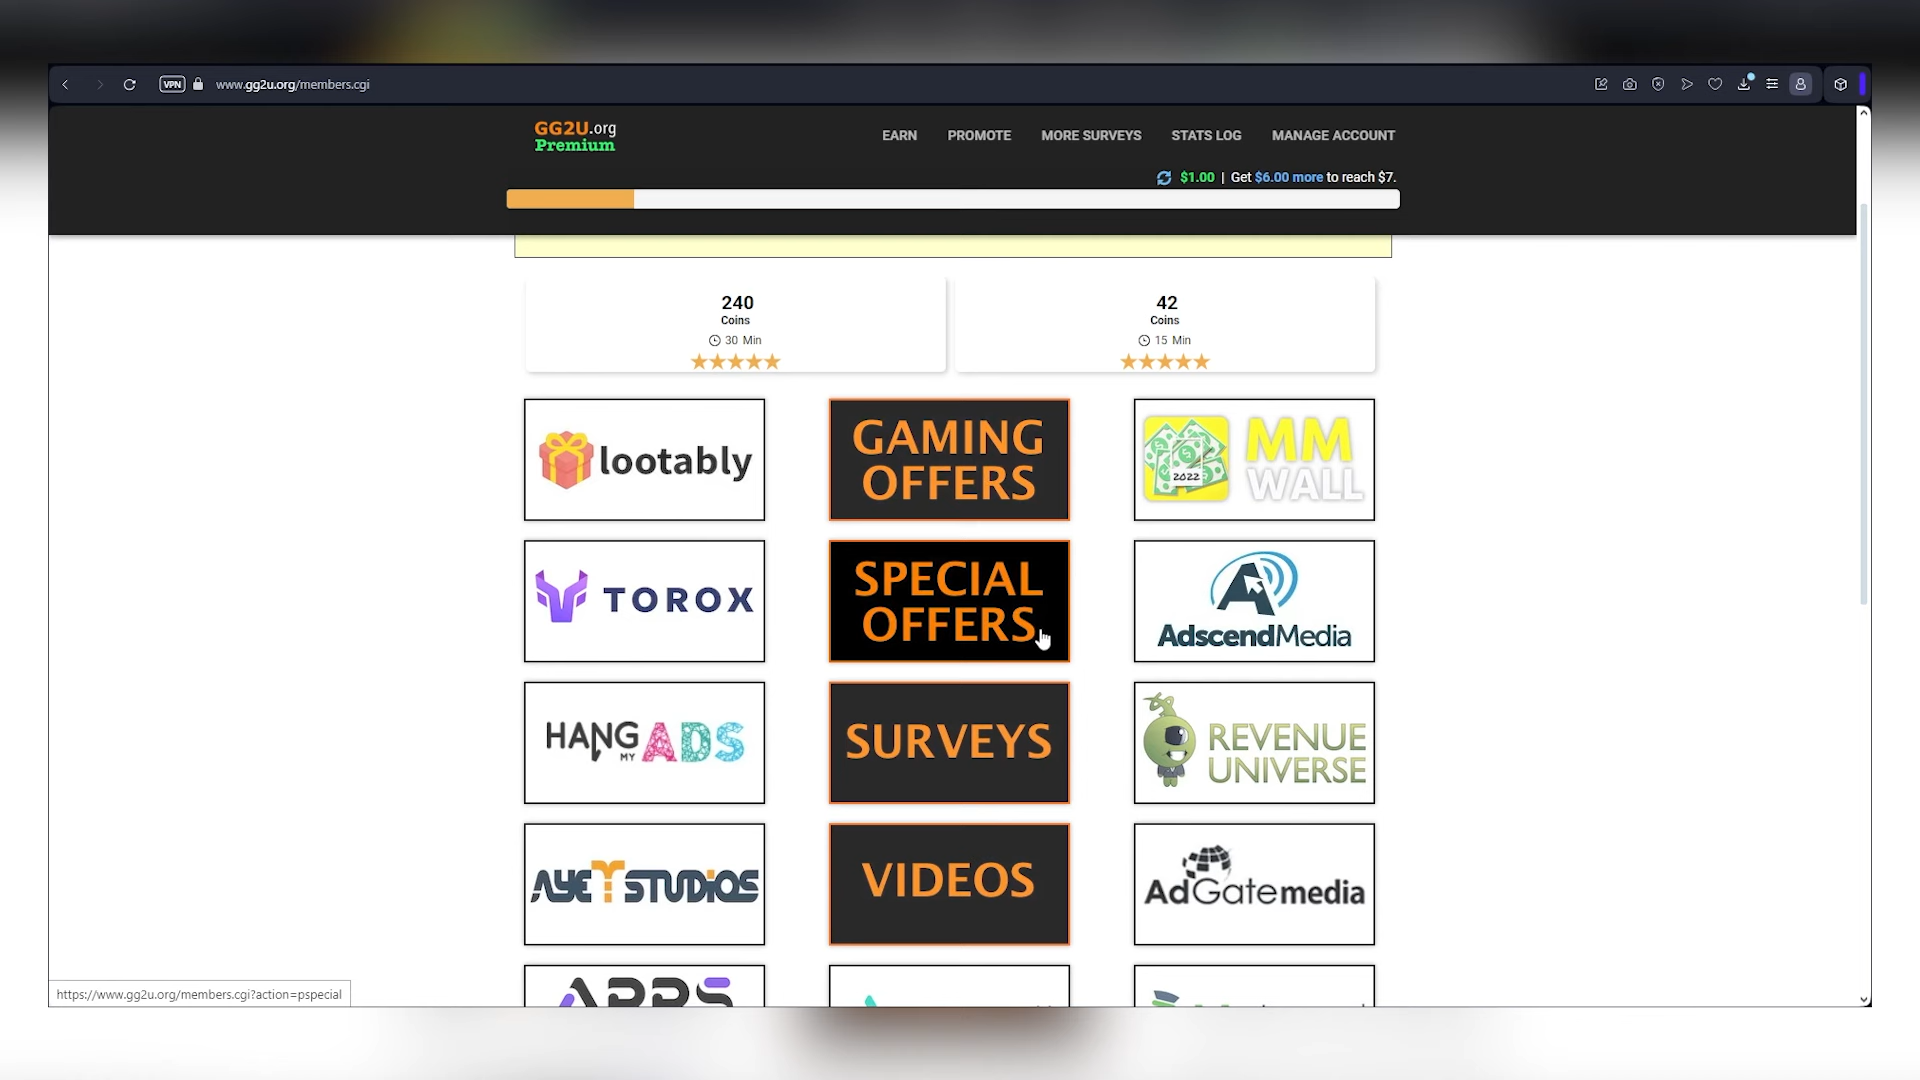 VPN
www.gg2u.org/members.cgi
GG2U.org
Premium
EARN
PROMOTE
MORE SURVEYS
STATS LOG
MANAGE ACCOUNT
$1.00 | Get $6.00 more to reach $7.
240
Coins
30 Min
42
Coins
15 Min
lootably
GAMING
OFFERS
2022
MM
WALL
TOROX
SPECIAL
OFFERS
AdscendMedia
HANG
MY
ADS
SURVEYS
REVENUE
UNIVERSE
AYET STUDIOS
VIDEOS
AdGatemedia
https://www.gg2u.org/members.cgi?action=pspecial